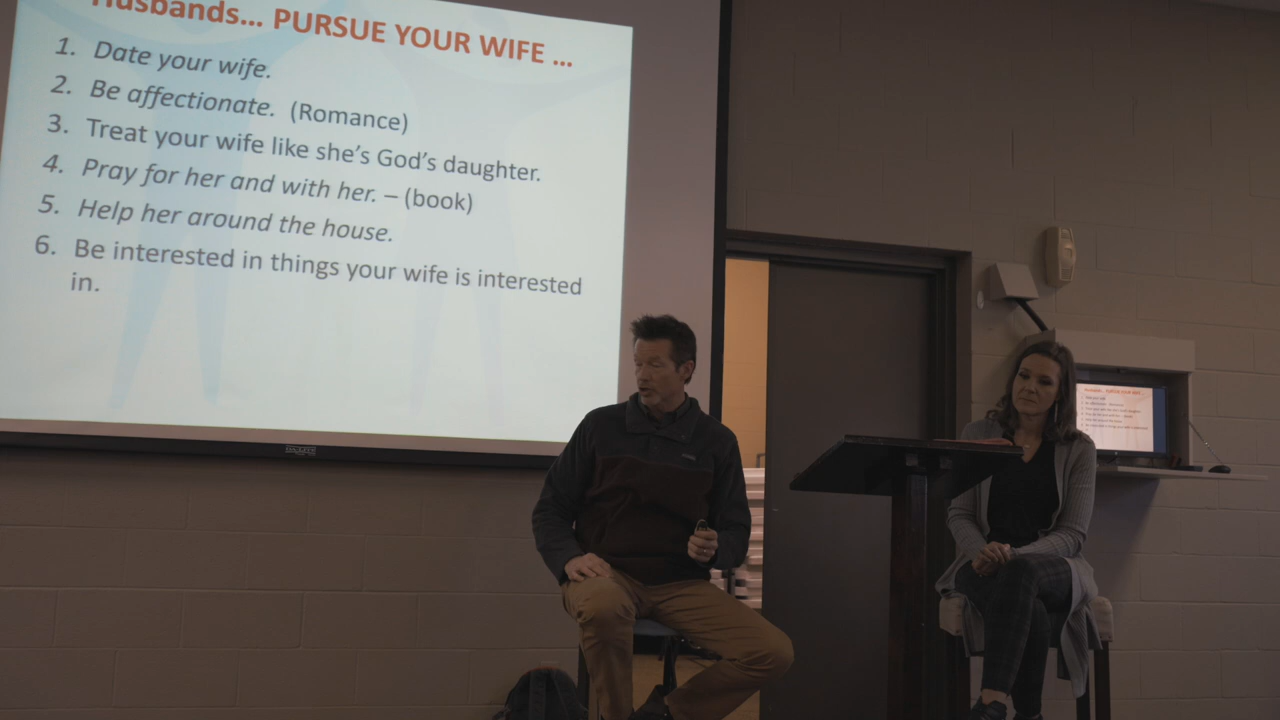 Husbands... PURSUE YOUR WIFE ...
1. Date your wife.
2. Be affectionate. (Romance)
3. Treat your wife like she's God's daughter.
4. Pray for her and with her. – (book)
5. Help her around the house.
6. Be interested in things your wife is interested
in.